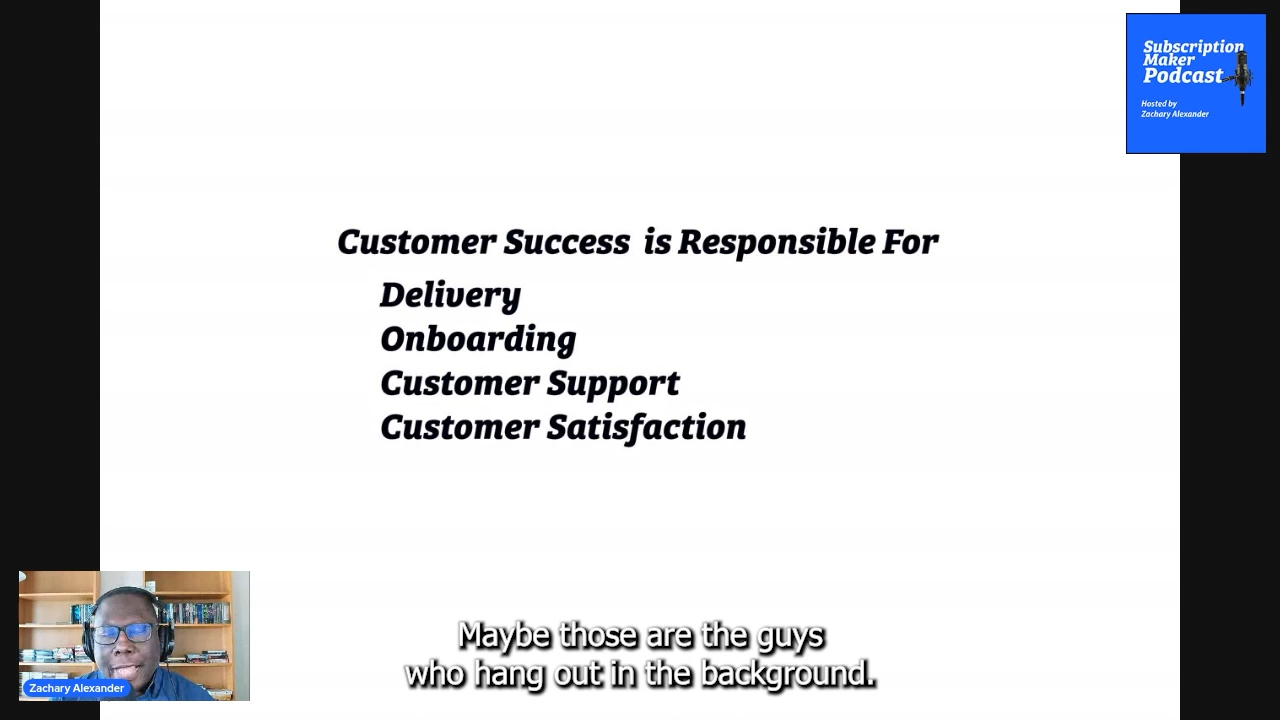 Subscription
Maker
Podcast
Hosted by
Zachary Alexander
Customer Success is Responsible For
Delivery
Onboarding
Customer Support
Customer Satisfaction
Maybe those are the guys
who hang out in the background.
Zachary Alexander